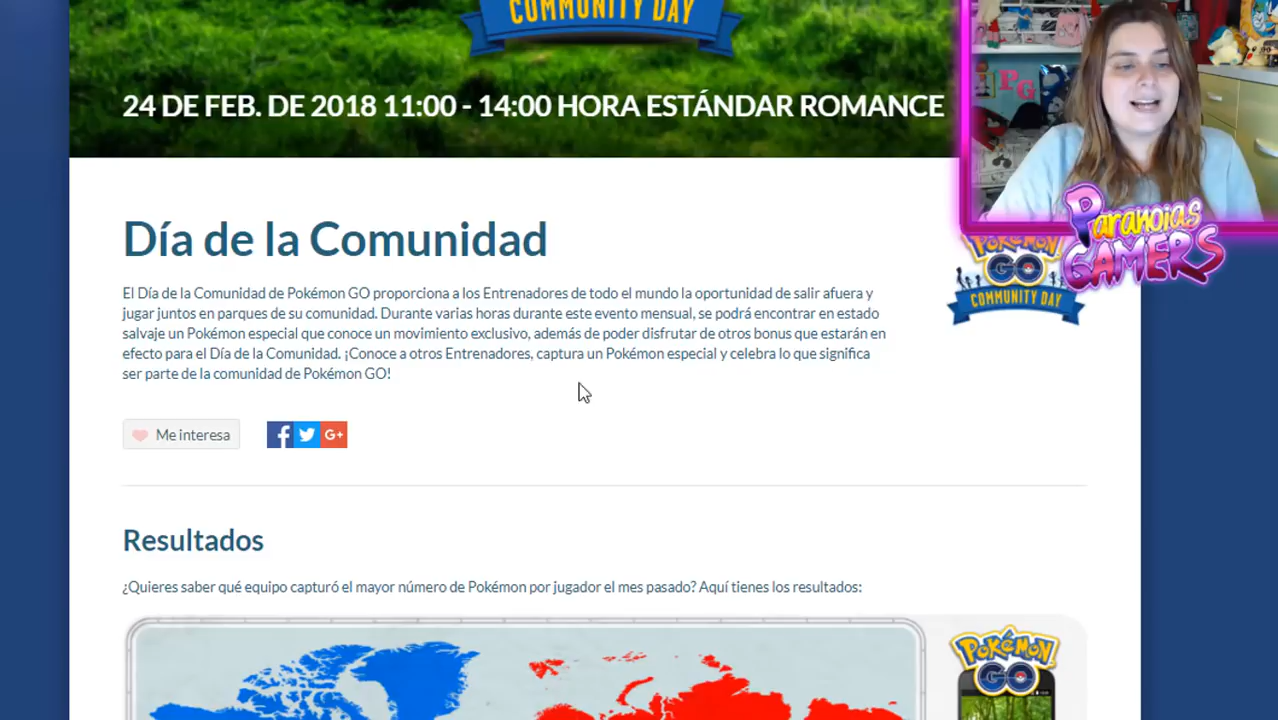 COMMUNITY DAY
24 DE FEB. DE 2018 11:00 - 14:00 HORA ESTÁNDAR ROMANCE
PG
Paranoias
GAMERS
Día de la Comunidad
POKÉMON
GO
COMMUNITY DAY
El Día de la Comunidad de Pokémon GO proporciona a los Entrenadores de todo el mundo la oportunidad de salir afuera y
jugar juntos en parques de su comunidad. Durante varias horas durante este evento mensual, se podrá encontrar en estado
salvaje un Pokémon especial que conoce un movimiento exclusivo, además de poder disfrutar de otros bonus que estarán en
efecto para el Día de la Comunidad. ¡Conoce a otros Entrenadores, captura un Pokémon especial y celebra lo que significa
ser parte de la comunidad de Pokémon GO!
Me interesa
f
G+
Resultados
¿Quieres saber qué equipo capturó el mayor número de Pokémon por jugador el mes pasado? Aquí tienes los resultados:
POKÉMON
GO